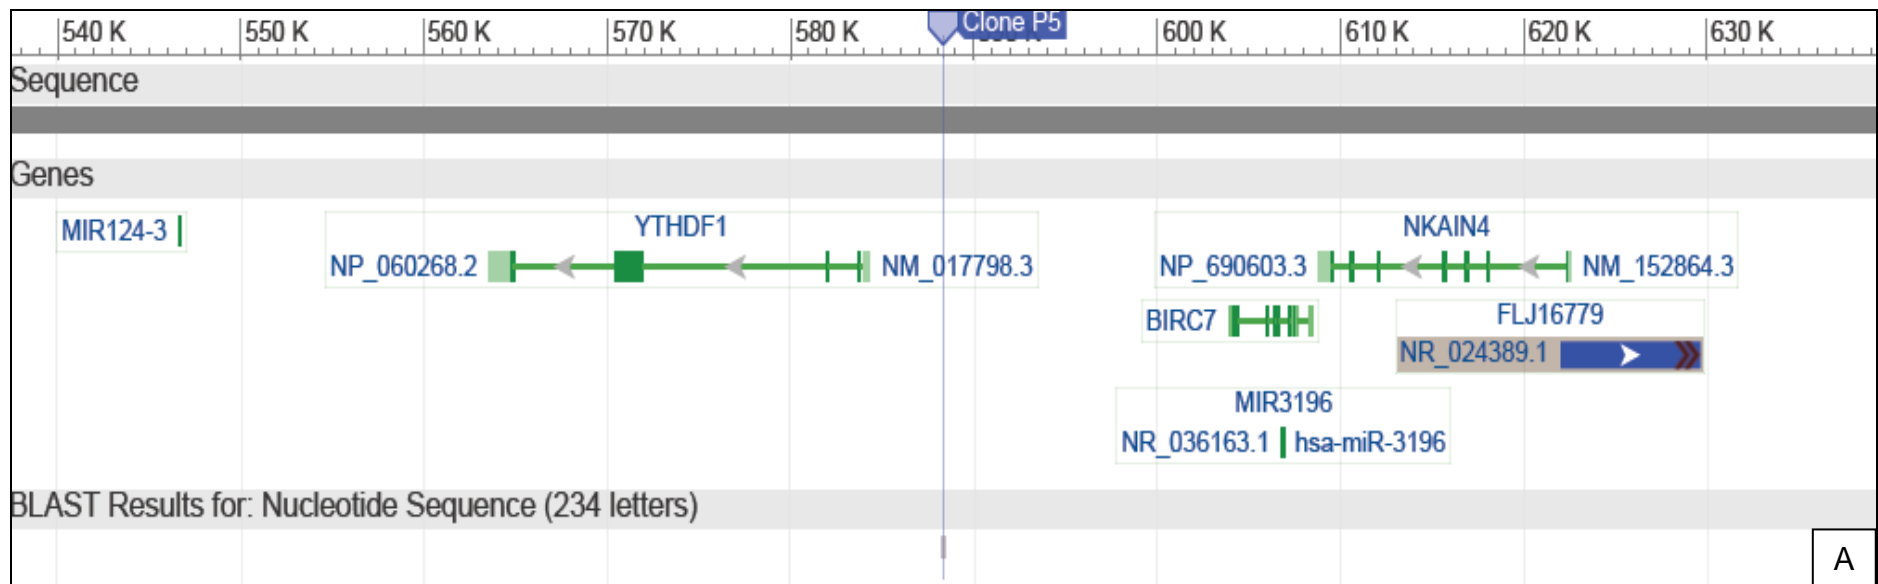 540 K 550 K 560 K 570 K 580 K Clone P5 600 K 610 K 620 K 630 K
Sequence
Genes
MIR124-3 YTHDF1 NKAIN4
NP_060268.2 NM_017798.3 NP_690603.3 NM_152864.3
BIRC7 FLJ16779
NR_024389.1
MIR3196
NR_036163.1 hsa-miR-3196
BLAST Results for: Nucleotide Sequence (234 letters)
A